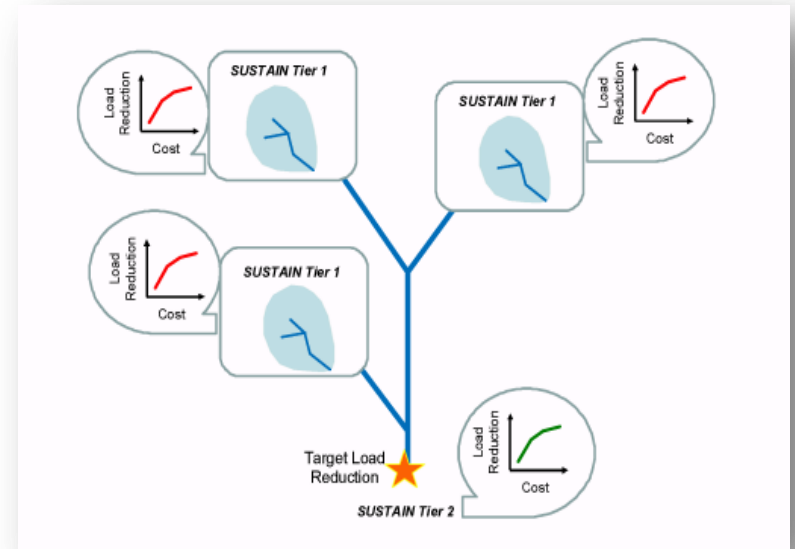 SUSTAIN Tier 1
Load
Reduction
Cost
SUSTAIN Tier 1
Load
Reduction
Cost
SUSTAIN Tier 1
Load
Reduction
Cost
Target Load
Reduction
Load
Reduction
Cost
SUSTAIN Tier 2